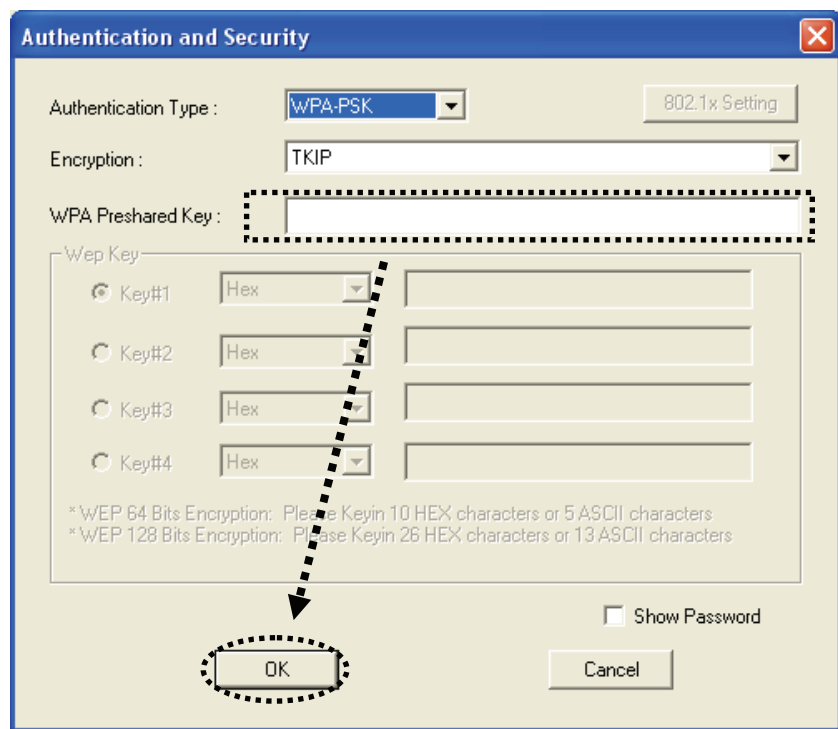 Authentication and Security
Authentication Type : WPA-PSK 802.1x Setting
Encryption : TKIP
WPA Preshared Key :
Wep Key
Key#1 Hex
Key#2 Hex
Key#3 Hex
Key#4 Hex
* WEP 64 Bits Encryption: Please Keyin 10 HEX characters or 5 ASCII characters
* WEP 128 Bits Encryption: Please Keyin 26 HEX characters or 13 ASCII characters
Show Password
OK Cancel